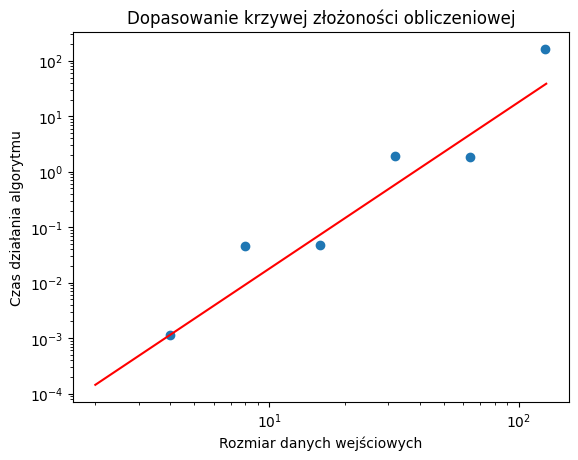 Dopasowanie krzywej złożoności obliczeniowej
Czas działania algorytmu
10²
10¹
10⁰
10⁻¹
10⁻²
10⁻³
10⁻⁴
10¹ 10²
Rozmiar danych wejściowych